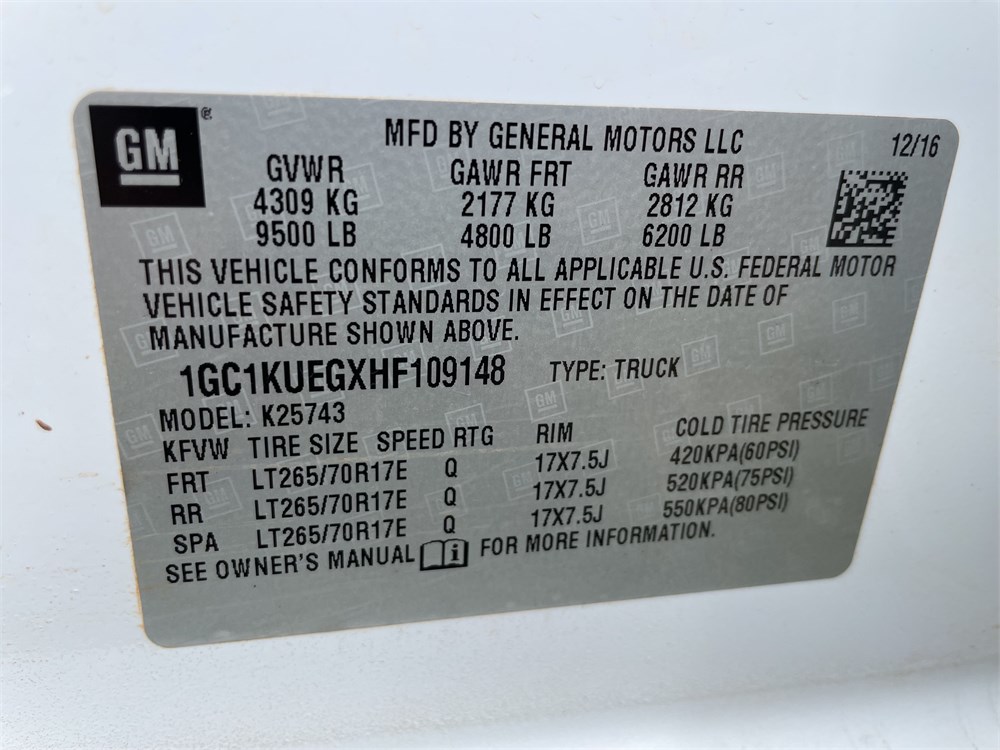 GM
MFD BY GENERAL MOTORS LLC 12/16
GVWR GAWR FRT GAWR RR
4309 KG 2177 KG 2812 KG
9500 LB 4800 LB 6200 LB
THIS VEHICLE CONFORMS TO ALL APPLICABLE U.S. FEDERAL MOTOR
VEHICLE SAFETY STANDARDS IN EFFECT ON THE DATE OF
MANUFACTURE SHOWN ABOVE.
1GC1KUEGXHF109148 TYPE: TRUCK
MODEL: K25743
KFVW TIRE SIZE SPEED RTG RIM COLD TIRE PRESSURE
FRT LT265/70R17E Q 17X7.5J 420KPA(60PSI)
RR LT265/70R17E Q 17X7.5J 520KPA(75PSI)
SPA LT265/70R17E Q 17X7.5J 550KPA(80PSI)
SEE OWNER'S MANUAL i FOR MORE INFORMATION.